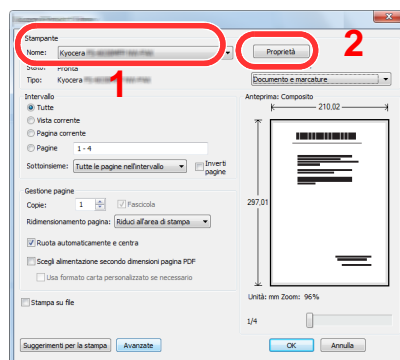 Stampante
Nome: Kyocera
Proprietà
2
Stato: Pronta
Tipo: Kyocera
1
Documento e marcature
Intervallo
Tutte
Vista corrente
Pagina corrente
Pagine 1 - 4
Sottoinsieme: Tutte le pagine nell'intervallo
Inverti pagine
Anteprima: Composito
210,02
297,01
Gestione pagine
Copie: 1 Fascicola
Ridimensionamento pagina: Riduci all'area di stampa
Ruota automaticamente e centra
Scegli alimentazione secondo dimensioni pagina PDF
Usa formato carta personalizzato se necessario
Stampa su file
Unità: mm Zoom: 96%
1/4
Suggerimenti per la stampa
Avanzate
OK
Annulla